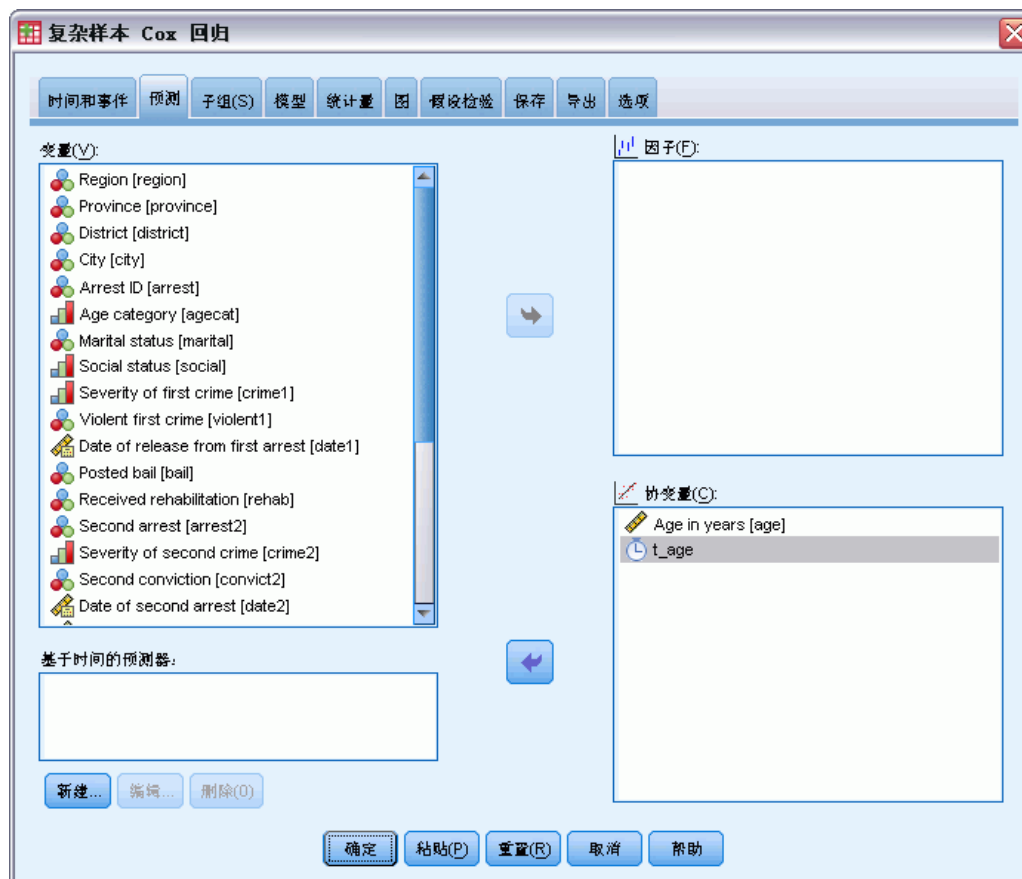 复杂样本 Cox 回归
时间和事件 预测 子组(S) 模型 统计量 图 假设检验 保存 导出 选项
变量(V):
Region [region]
Province [province]
District [district]
City [city]
Arrest ID [arrest]
Age category [agecat]
Marital status [marital]
Social status [social]
Severity of first crime [crime1]
Violent first crime [violent1]
Date of release from first arrest [date1]
Posted bail [bail]
Received rehabilitation [rehab]
Second arrest [arrest2]
Severity of second crime [crime2]
Second conviction [convict2]
Date of second arrest [date2]
基于时间的预测器:
新建... 编辑... 删除(0)
因子(F):
协变量(C):
Age in years [age]
t_age
确定 粘贴(P) 重置(R) 取消 帮助